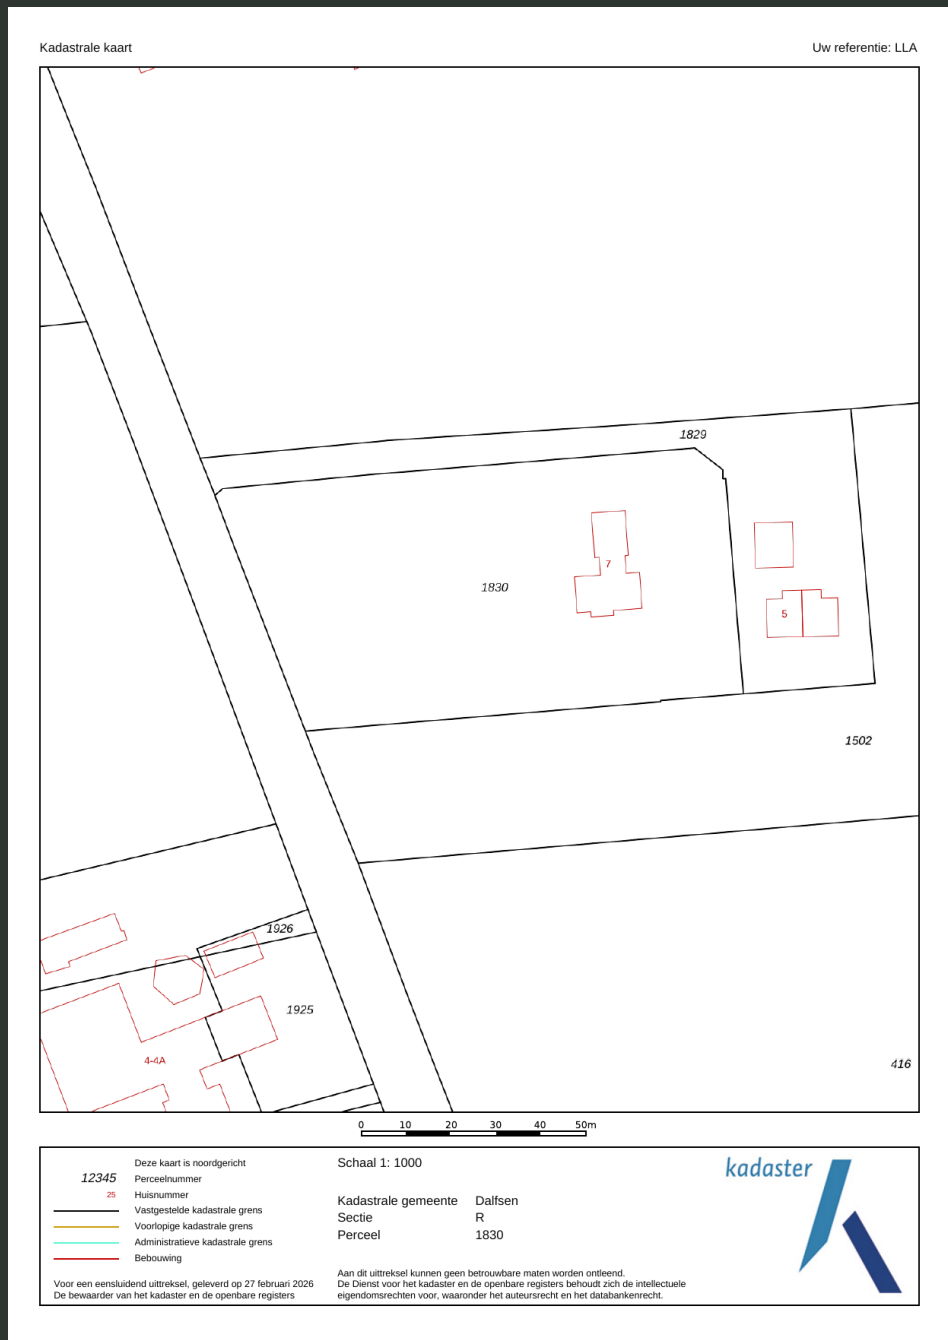 Kadastrale kaart
Uw referentie: LLA
1829
7
1830
5
1502
1926
1925
4-4A
416
0 10 20 30 40 50m
Deze kaart is noordgericht
12345 Perceelnummer
25 Huisnummer
Vastgestelde kadastrale grens
Voorlopige kadastrale grens
Administratieve kadastrale grens
Bebouwing
Voor een eensluidend uittreksel, geleverd op 27 februari 2026
De bewaarder van het kadaster en de openbare registers
Schaal 1: 1000
Kadastrale gemeente Dalfsen
Sectie R
Perceel 1830
Aan dit uittreksel kunnen geen betrouwbare maten worden ontleend.
De Dienst voor het kadaster en de openbare registers behoudt zich de intellectuele
eigendomsrechten voor, waaronder het auteursrecht en het databankenrecht.
kadaster